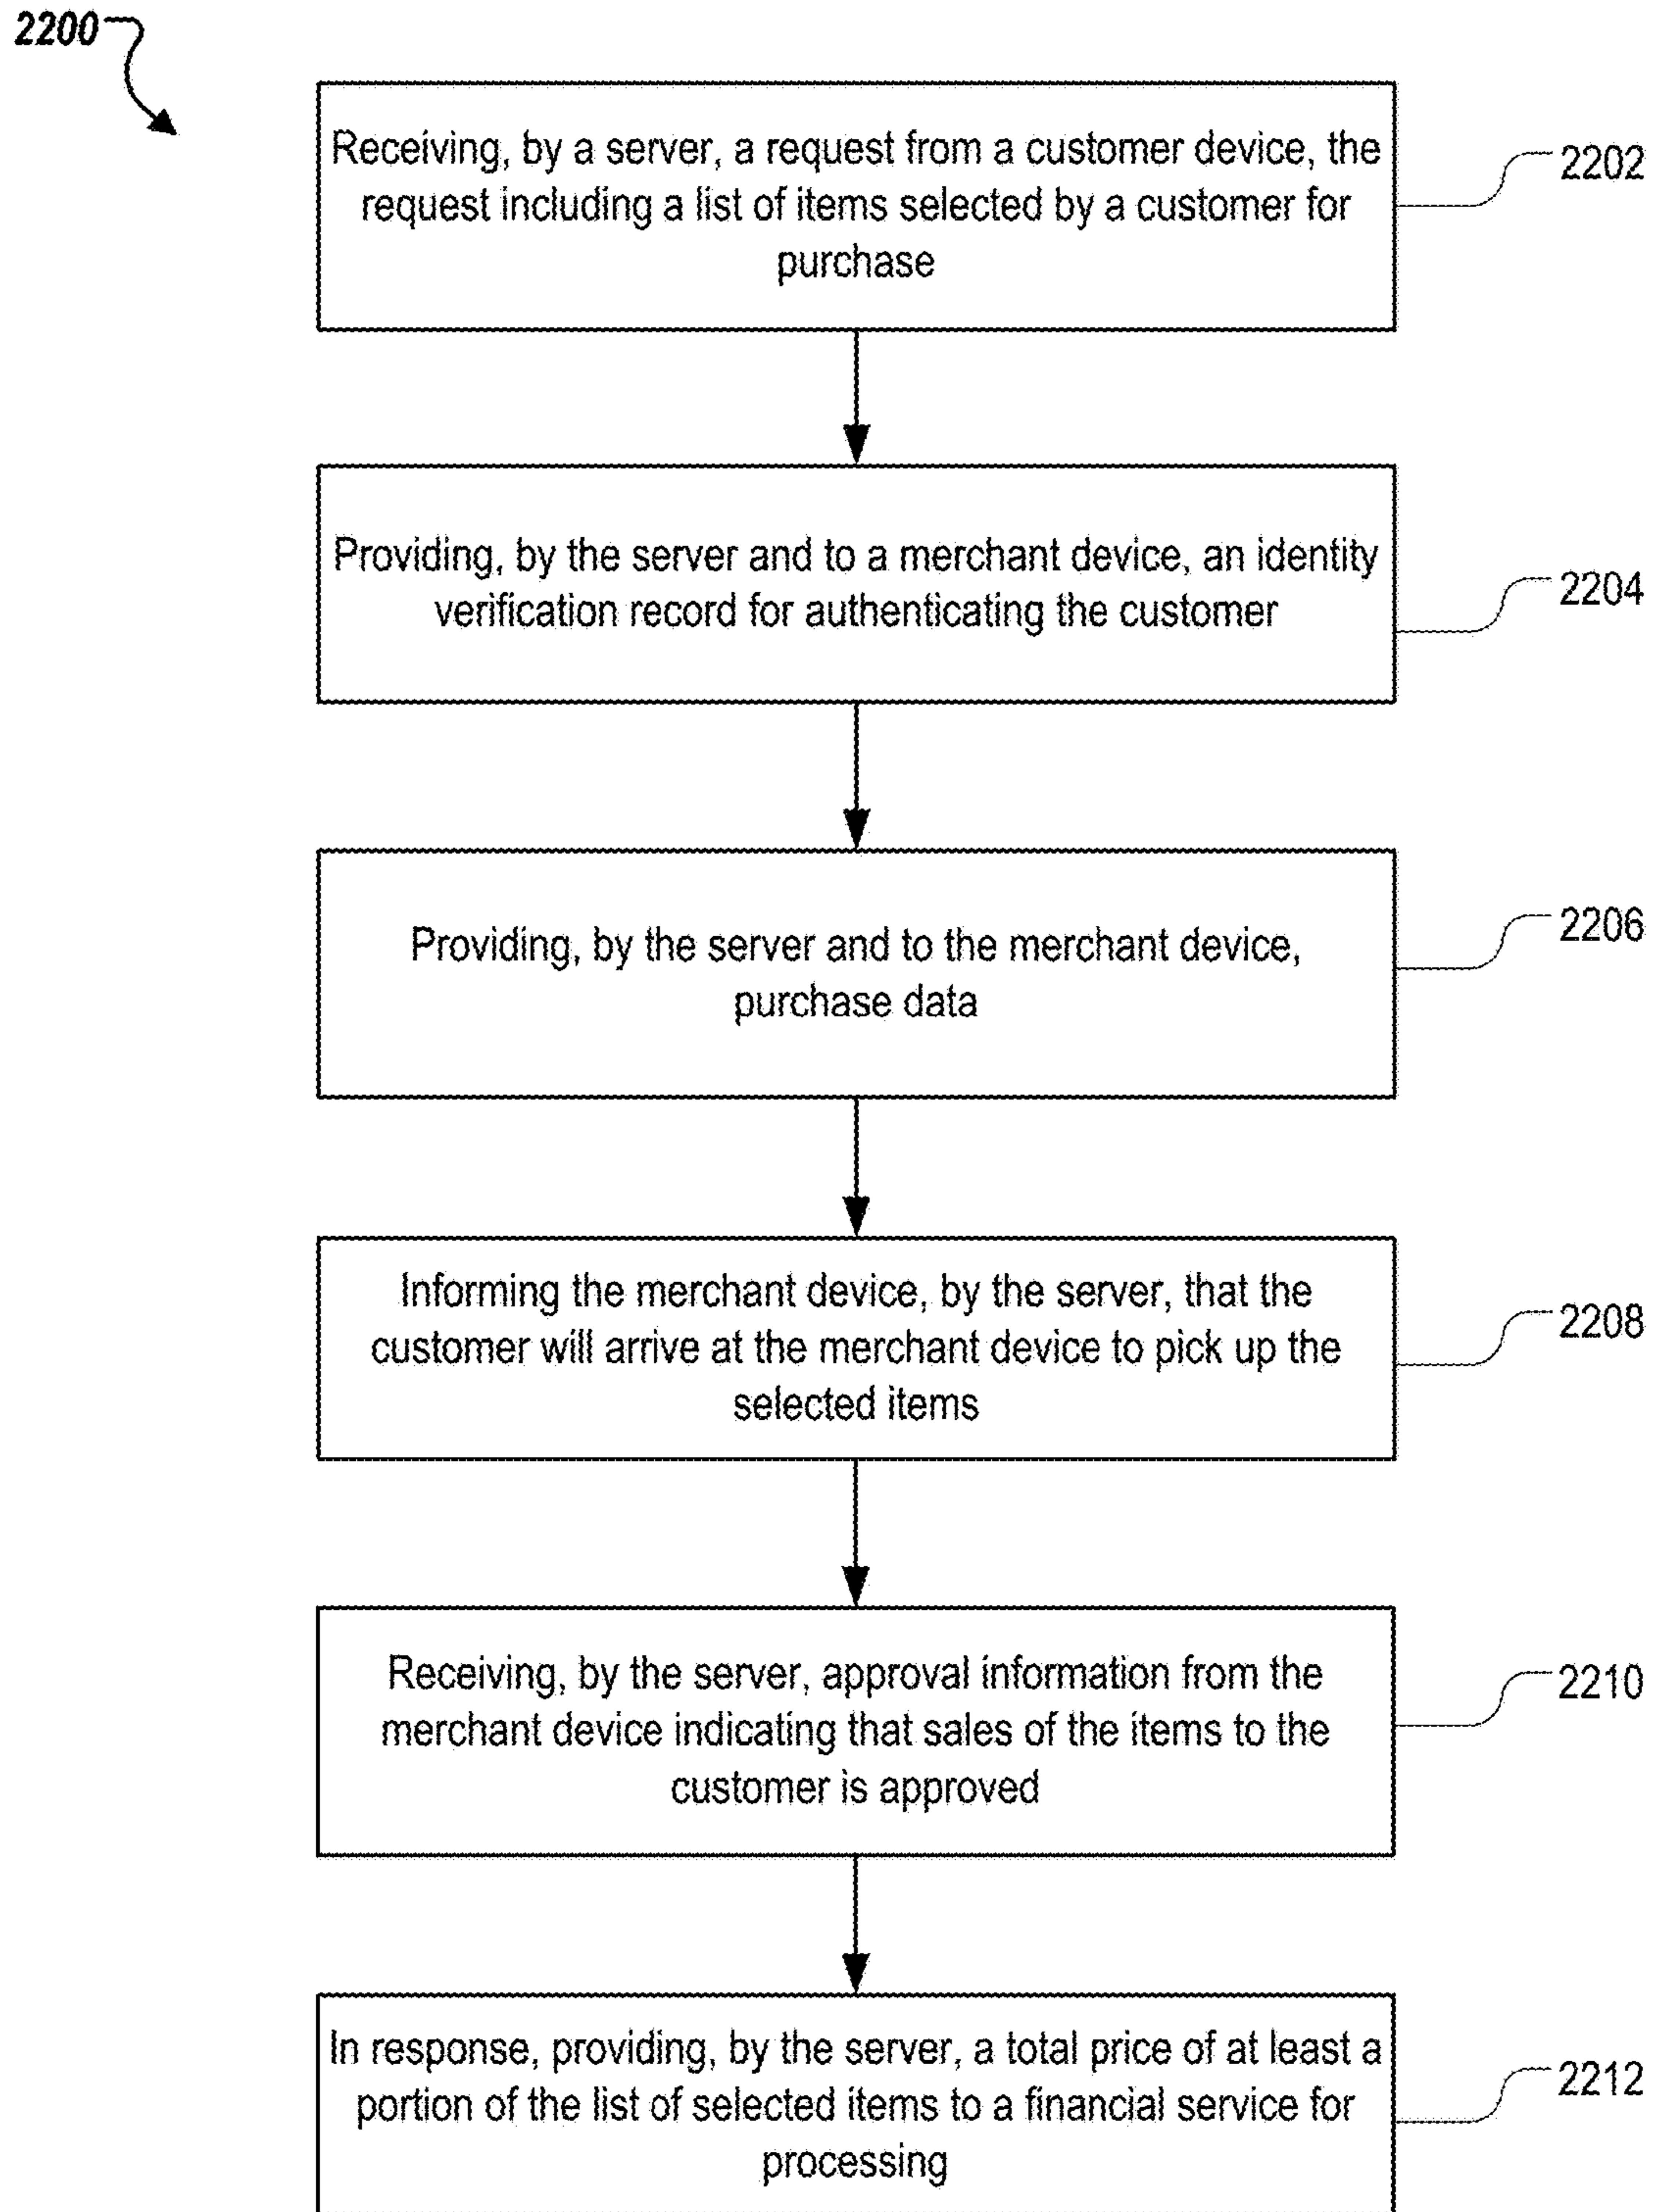 2200
Receiving, by a server, a request from a customer device, the
request including a list of items selected by a customer for
purchase
2202
Providing, by the server and to a merchant device, an identity
verification record for authenticating the customer
2204
Providing, by the server and to the merchant device,
purchase data
2206
Informing the merchant device, by the server, that the
customer will arrive at the merchant device to pick up the
selected items
2208
Receiving, by the server, approval information from the
merchant device indicating that sales of the items to the
customer is approved
2210
In response, providing, by the server, a total price of at least a
portion of the list of selected items to a financial service for
processing
2212